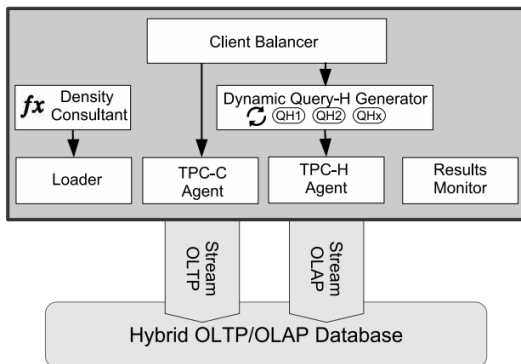 Client Balancer
fx Density
Consultant
Dynamic Query-H Generator
QH1 QH2 QHx
Loader
TPC-C
Agent
TPC-H
Agent
Results
Monitor
Stream
OLTP
Stream
OLAP
Hybrid OLTP/OLAP Database